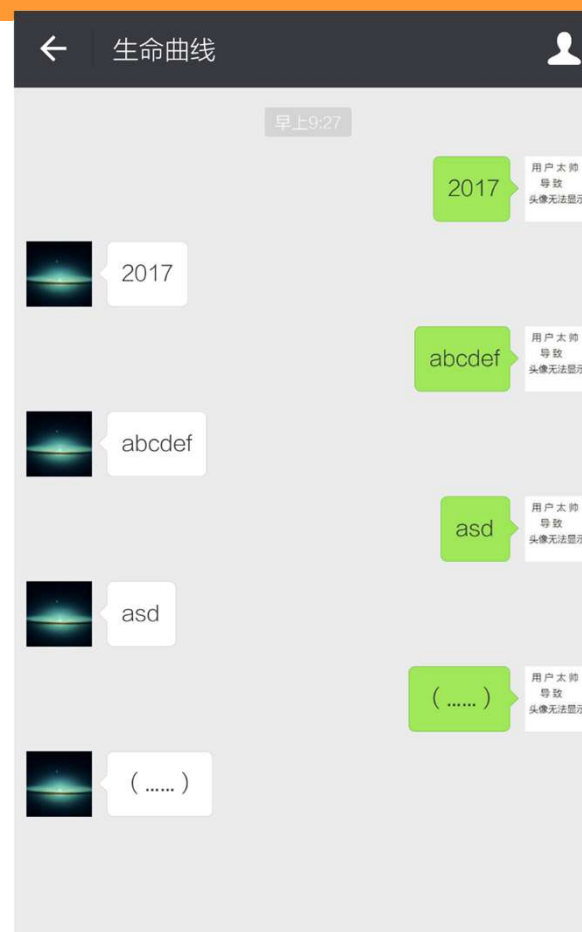 生命曲线
早上9:27
2017
用户太帅
导致
头像无法显示
2017
abcdef
用户太帅
导致
头像无法显示
abcdef
asd
用户太帅
导致
头像无法显示
asd
（……）
用户太帅
导致
头像无法显示
（……）